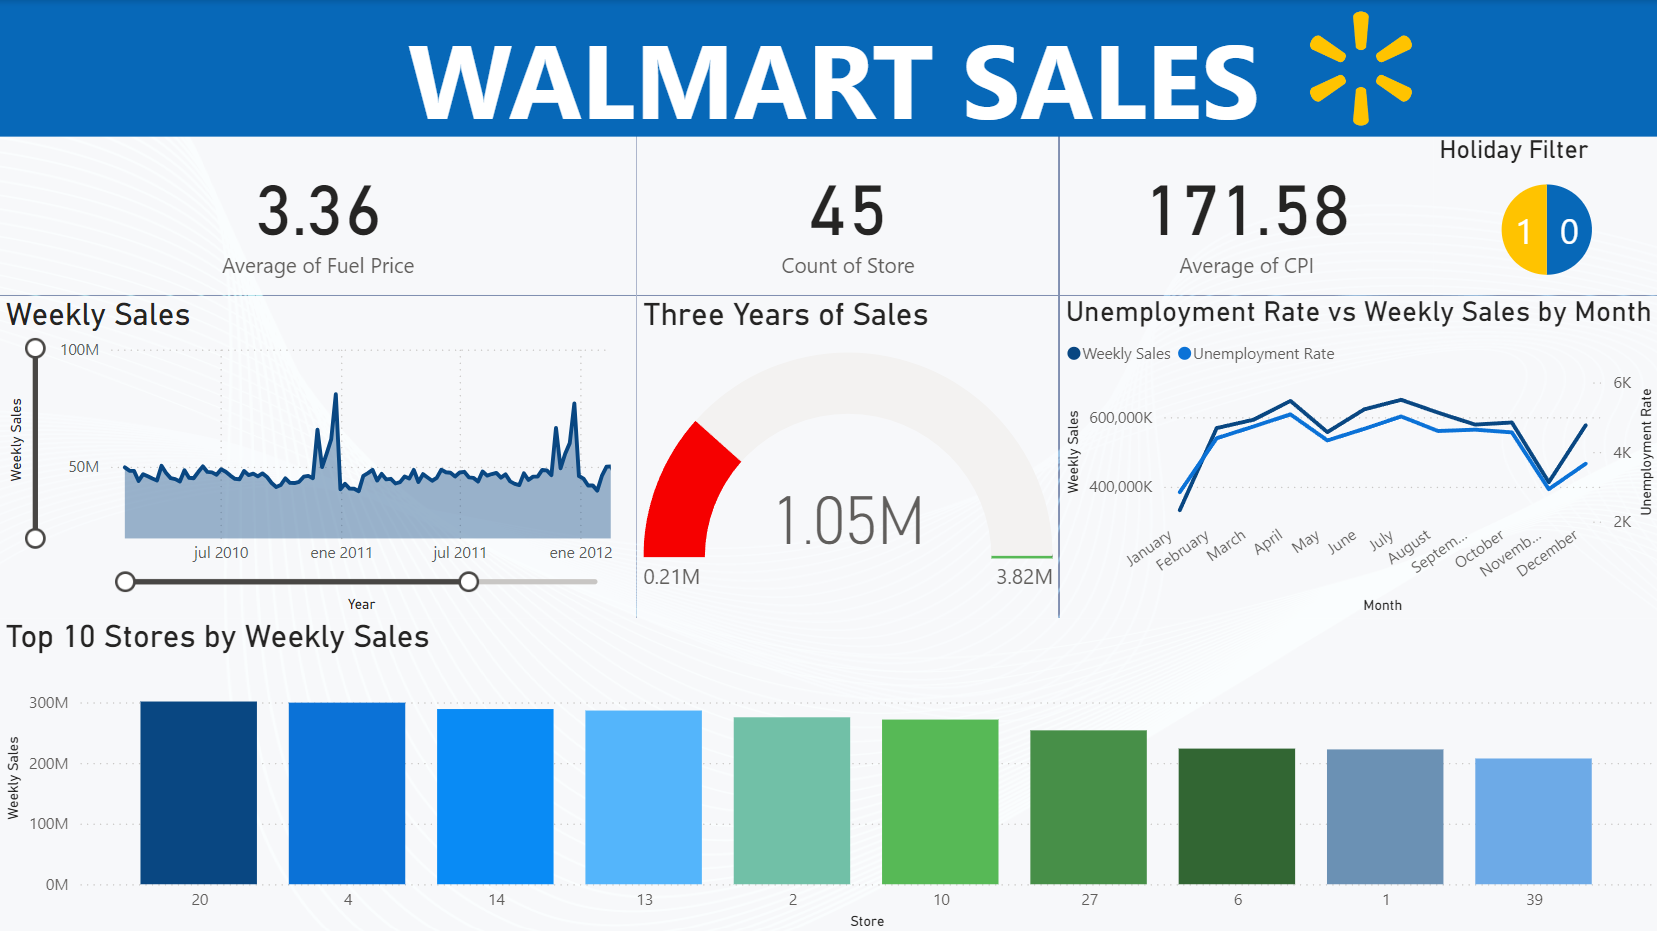 WALMART SALES
Holiday Filter
3.36
Average of Fuel Price
45
Count of Store
171.58
Average of CPI
1 0
Weekly Sales
Weekly Sales
100M
50M
jul 2010 ene 2011 jul 2011 ene 2012
Year
Three Years of Sales
1.05M
0.21M 3.82M
Unemployment Rate vs Weekly Sales by Month
Weekly Sales Unemployment Rate
Weekly Sales
600,000K
400,000K
6K
4K
2K
Unemployment Rate
January February March April May June July August Septem... October Novemb... December
Month
Top 10 Stores by Weekly Sales
Weekly Sales
300M
200M
100M
0M
20 4 14 13 2 10 27 6 1 39
Store